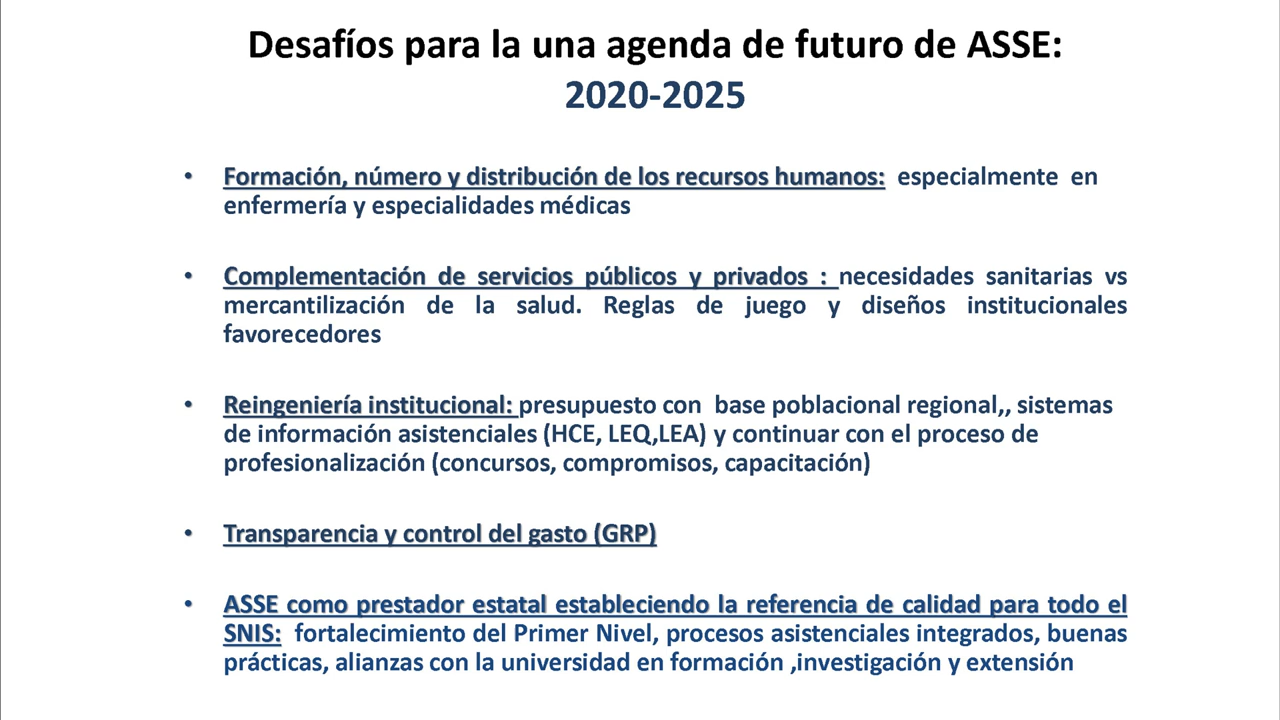 Desafíos para la una agenda de futuro de ASSE:
2020-2025
• Formación, número y distribución de los recursos humanos: especialmente en
enfermería y especialidades médicas
• Complementación de servicios públicos y privados : necesidades sanitarias vs
mercantilización de la salud. Reglas de juego y diseños institucionales
favorecedores
• Reingeniería institucional: presupuesto con base poblacional regional,, sistemas
de información asistenciales (HCE, LEQ,LEA) y continuar con el proceso de
profesionalización (concursos, compromisos, capacitación)
• Transparencia y control del gasto (GRP)
• ASSE como prestador estatal estableciendo la referencia de calidad para todo el
SNIS: fortalecimiento del Primer Nivel, procesos asistenciales integrados, buenas
prácticas, alianzas con la universidad en formación ,investigación y extensión